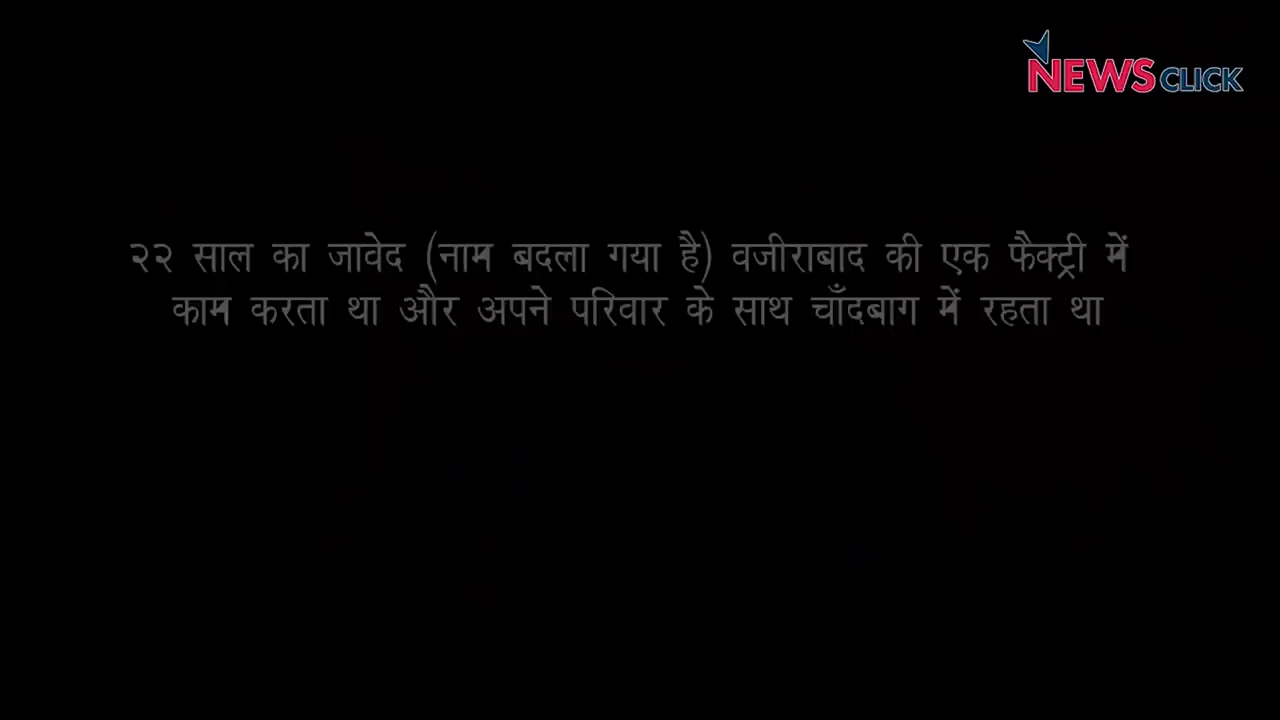 NEWSCLICK
२२ साल का जावेद (नाम बदला गया है) वजीराबाद की एक फैक्ट्री में
काम करता था और अपने परिवार के साथ चाँदबाग में रहता था